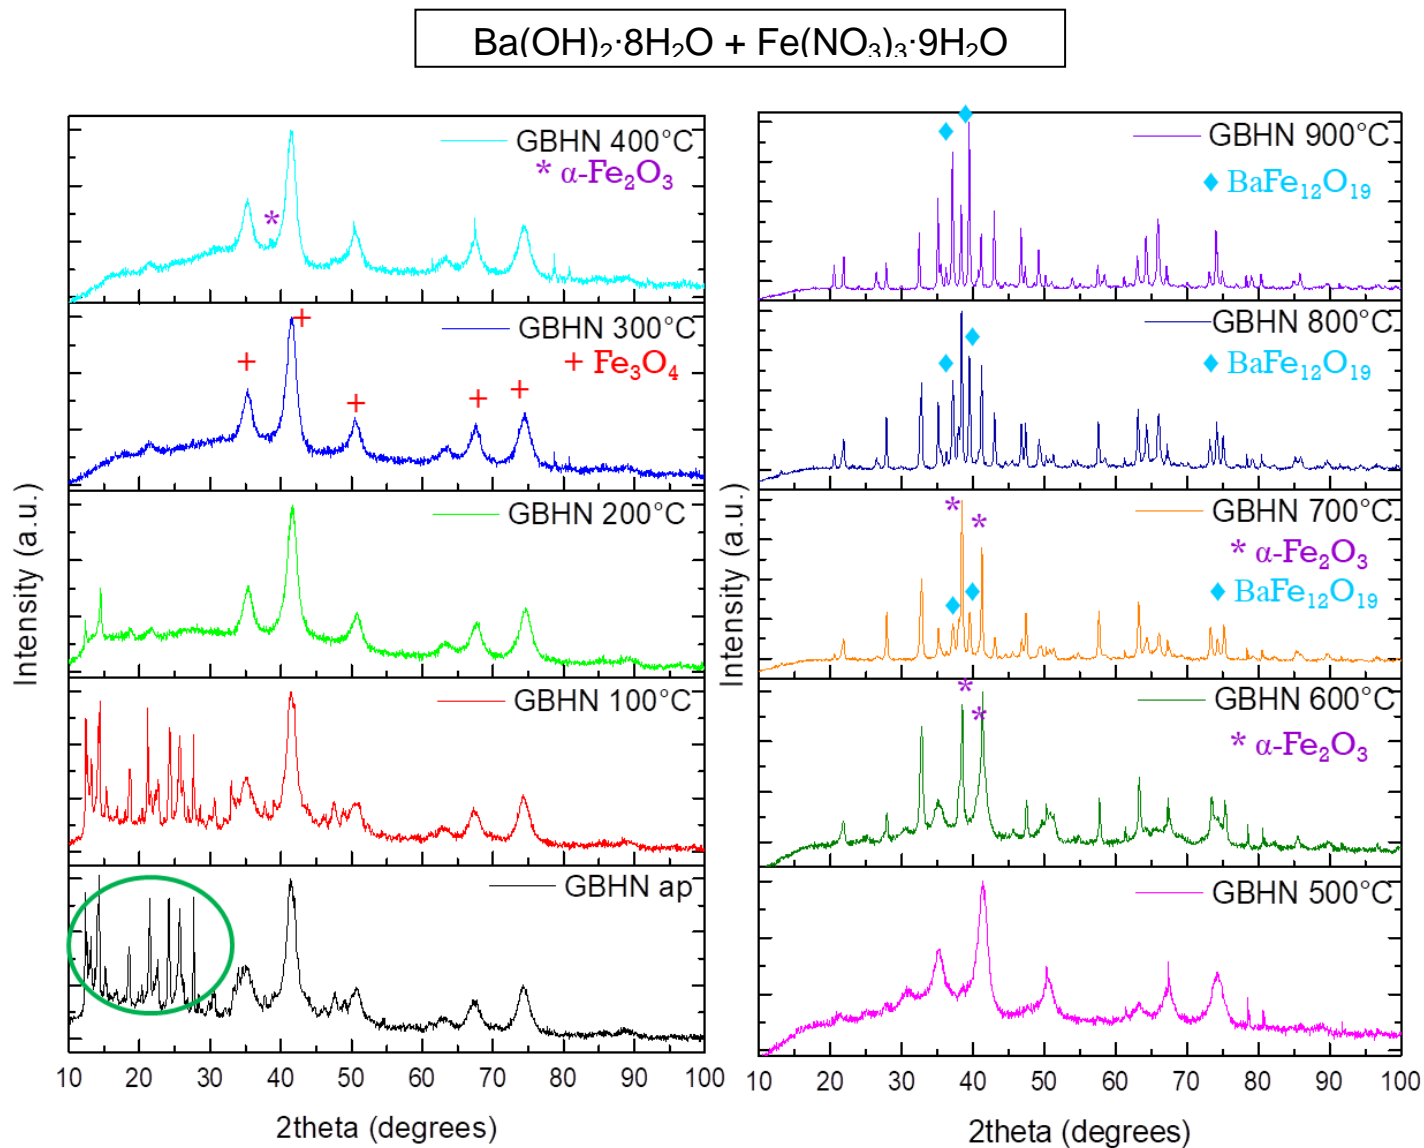 Ba(OH)₂·8H₂O + Fe(NO₃)₃·9H₂O
GBHN 400°C
* α-Fe₂O₃
GBHN 300°C
+ Fe₃O₄
GBHN 200°C
GBHN 100°C
GBHN ap
Intensity (a.u.)
10 20 30 40 50 60 70 80 90 100
2theta (degrees)
GBHN 900°C
♦ BaFe₁₂O₁₉
GBHN 800°C
♦ BaFe₁₂O₁₉
GBHN 700°C
* α-Fe₂O₃
♦ BaFe₁₂O₁₉
GBHN 600°C
* α-Fe₂O₃
GBHN 500°C
Intensity (a.u.)
10 20 30 40 50 60 70 80 90 100
2theta (degrees)